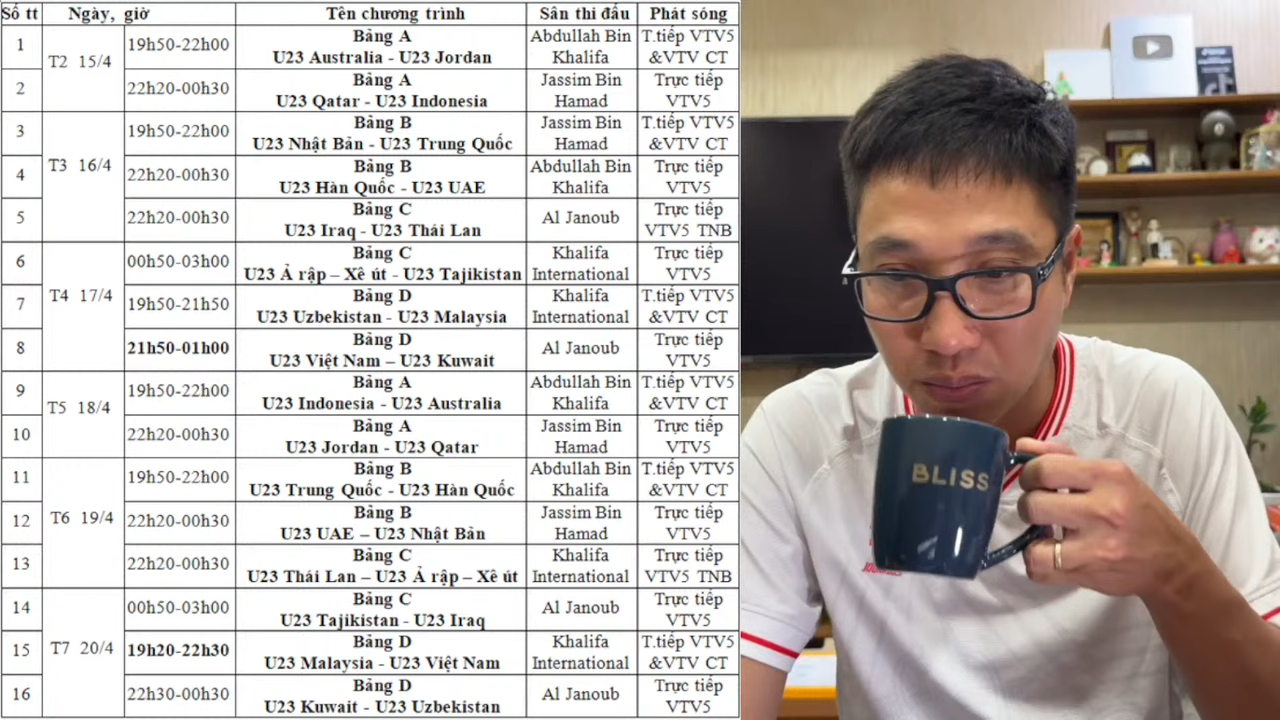 Số tt Ngày, giờ Tên chương trình Sân thi đấu Phát sóng
1 T2 15/4 19h50-22h00 Bảng A
U23 Australia - U23 Jordan Abdullah Bin
Khalifa T.tiếp VTV5
&VTV CT
2 22h20-00h30 Bảng A
U23 Qatar - U23 Indonesia Jassim Bin
Hamad Trực tiếp
VTV5
3 T3 16/4 19h50-22h00 Bảng B
U23 Nhật Bản - U23 Trung Quốc Jassim Bin
Hamad T.tiếp VTV5
&VTV CT
4 22h20-00h30 Bảng B
U23 Hàn Quốc - U23 UAE Abdullah Bin
Khalifa Trực tiếp
VTV5
5 22h20-00h30 Bảng C
U23 Iraq - U23 Thái Lan Al Janoub Trực tiếp
VTV5 TNB
6 T4 17/4 00h50-03h00 Bảng C
U23 Ả rập – Xê út - U23 Tajikistan Khalifa
International Trực tiếp
VTV5
7 19h50-21h50 Bảng D
U23 Uzbekistan - U23 Malaysia Khalifa
International T.tiếp VTV5
&VTV CT
8 21h50-01h00 Bảng D
U23 Việt Nam – U23 Kuwait Al Janoub Trực tiếp
VTV5
9 T5 18/4 19h50-22h00 Bảng A
U23 Indonesia - U23 Australia Abdullah Bin
Khalifa T.tiếp VTV5
&VTV CT
10 22h20-00h30 Bảng A
U23 Jordan - U23 Qatar Jassim Bin
Hamad Trực tiếp
VTV5
11 T6 19/4 19h50-22h00 Bảng B
U23 Trung Quốc - U23 Hàn Quốc Abdullah Bin
Khalifa T.tiếp VTV5
&VTV CT
12 22h20-00h30 Bảng B
U23 UAE – U23 Nhật Bản Jassim Bin
Hamad Trực tiếp
VTV5
13 22h20-00h30 Bảng C
U23 Thái Lan – U23 Ả rập – Xê út Khalifa
International Trực tiếp
VTV5 TNB
14 T7 20/4 00h50-03h00 Bảng C
U23 Tajikistan - U23 Iraq Al Janoub Trực tiếp
VTV5
15 19h20-22h30 Bảng D
U23 Malaysia - U23 Việt Nam Khalifa
International T.tiếp VTV5
&VTV CT
16 22h30-00h30 Bảng D
U23 Kuwait - U23 Uzbekistan Al Janoub Trực tiếp
VTV5
BLISS